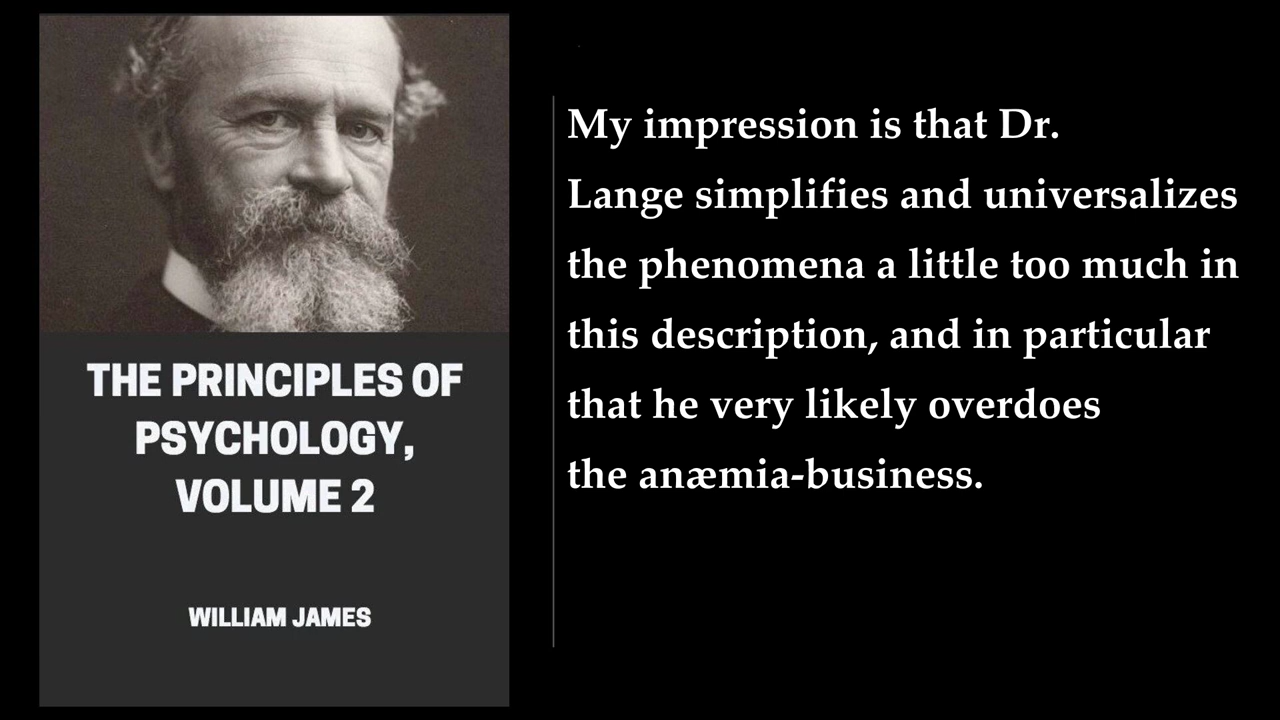 THE PRINCIPLES OF
PSYCHOLOGY,
VOLUME 2
WILLIAM JAMES
My impression is that Dr.
Lange simplifies and universalizes
the phenomena a little too much in
this description, and in particular
that he very likely overdoes
the anæmia-business.